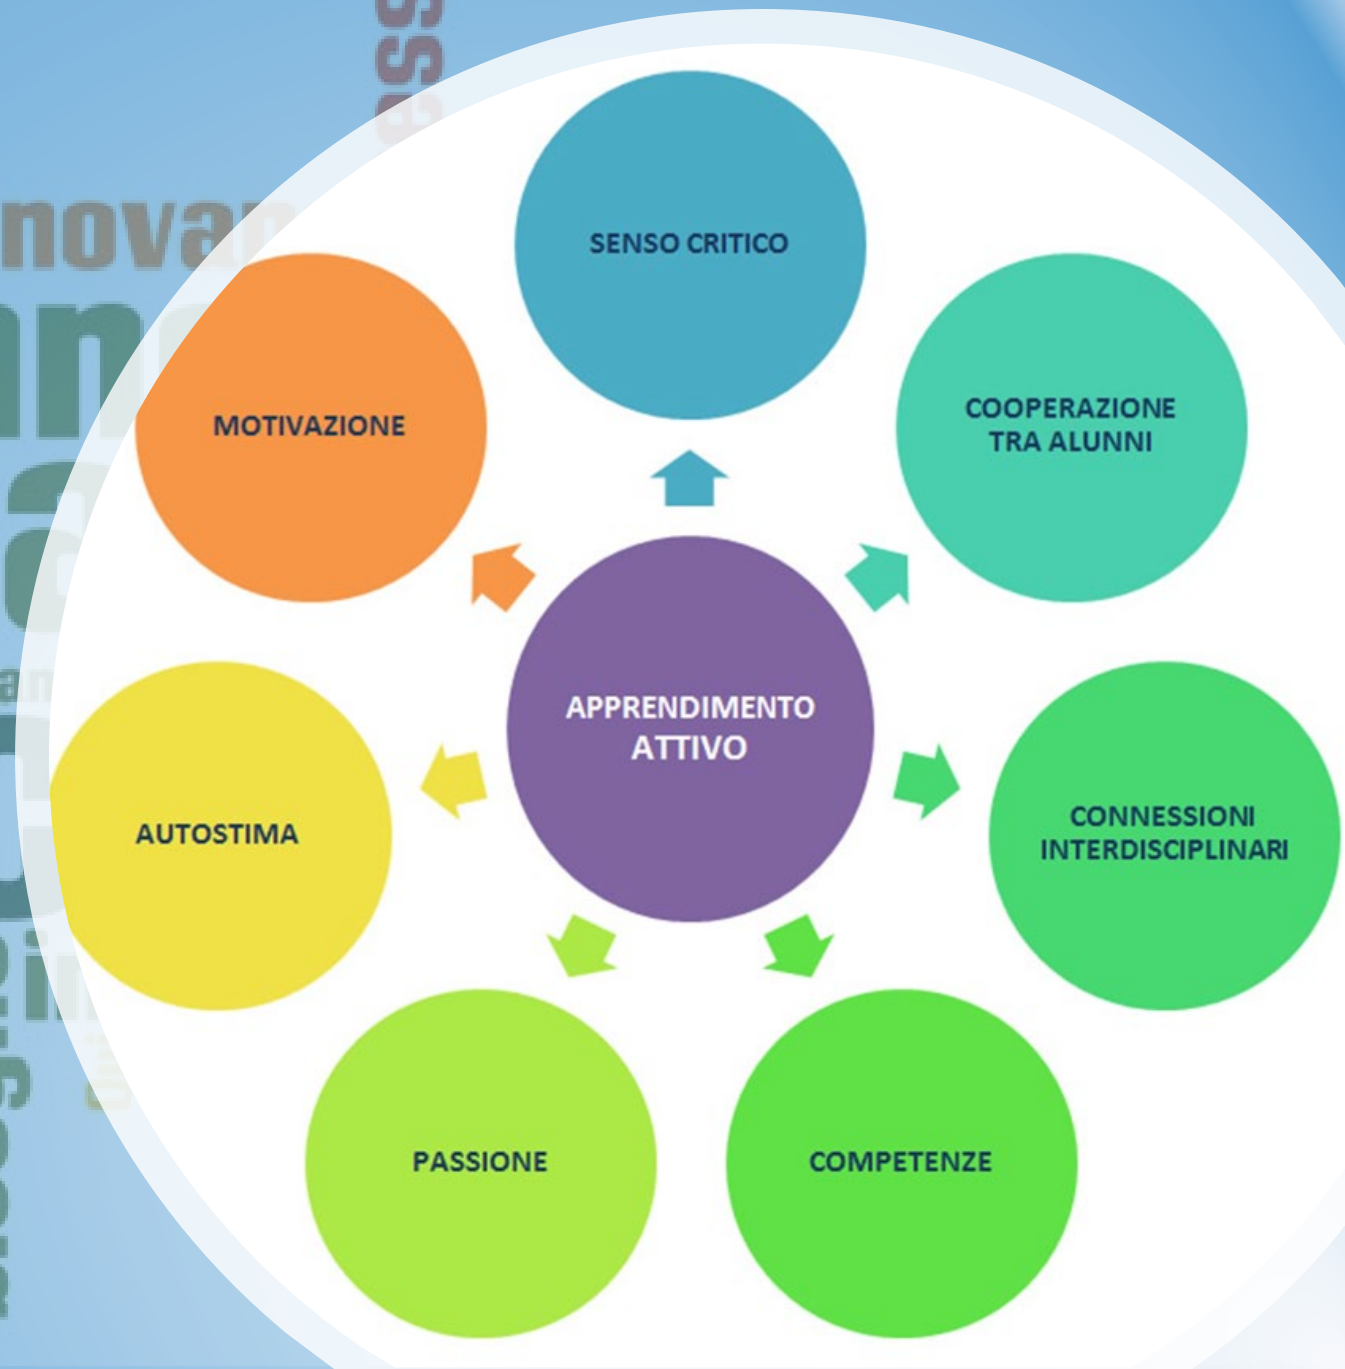 SENSO CRITICO
COOPERAZIONE
TRA ALUNNI
MOTIVAZIONE
APPRENDIMENTO
ATTIVO
CONNESSIONI
INTERDISCIPLINARI
AUTOSTIMA
PASSIONE
COMPETENZE